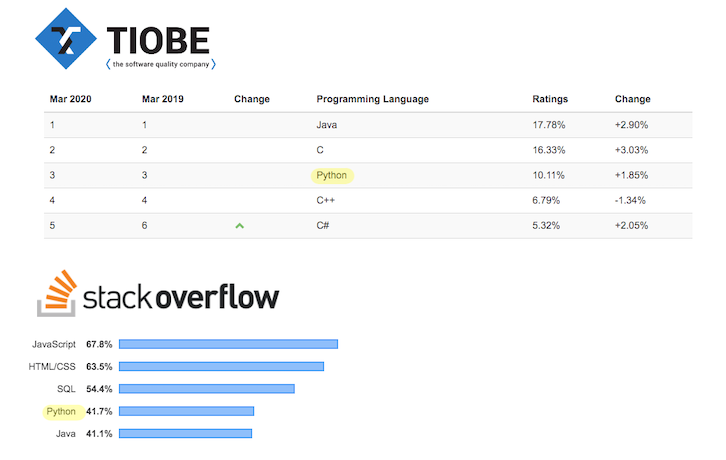 TIOBE
(the software quality company)
Mar 2020 Mar 2019 Change Programming Language Ratings Change
1 1 Java 17.78% +2.90%
2 2 C 16.33% +3.03%
3 3 Python 10.11% +1.85%
4 4 C++ 6.79% -1.34%
5 6 C# 5.32% +2.05%
stackoverflow
JavaScript 67.8%
HTML/CSS 63.5%
SQL 54.4%
Python 41.7%
Java 41.1%